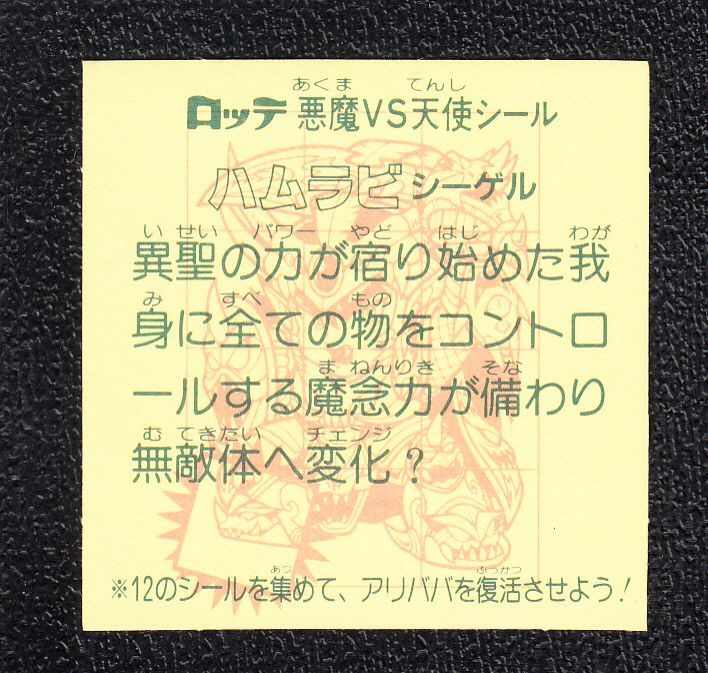 ロッテ 悪魔VS天使シール
あくま てんし
ハムラビシーゲル
いせい パワー やど はじ わが
異聖の力が宿り始めた我
み すべ もの
身に全ての物をコントロ
ま ねんりき そな
ールする魔念力が備わり
む てきたい チェンジ
無敵体へ変化？
あつ ふっかつ
※12のシールを集めて、アリババを復活させよう！